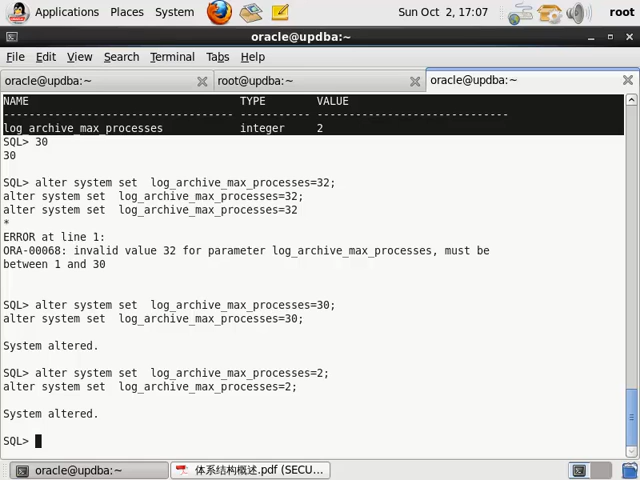 Applications Places System Sun Oct 2, 17:07 root
oracle@updba:~
File Edit View Search Terminal Tabs Help
oracle@updba:~ root@updba:~ oracle@updba:~
NAME TYPE VALUE
------------------------------------ ----------- ------------------------------
log_archive_max_processes integer 2
SQL> 30
30
SQL> alter system set  log_archive_max_processes=32;
alter system set  log_archive_max_processes=32;
alter system set  log_archive_max_processes=32
*
ERROR at line 1:
ORA-00068: invalid value 32 for parameter log_archive_max_processes, must be
between 1 and 30
SQL> alter system set  log_archive_max_processes=30;
alter system set  log_archive_max_processes=30;
System altered.
SQL> alter system set  log_archive_max_processes=2;
alter system set  log_archive_max_processes=2;
System altered.
SQL>
oracle@updba:~ 体系结构概述.pdf (SECU...